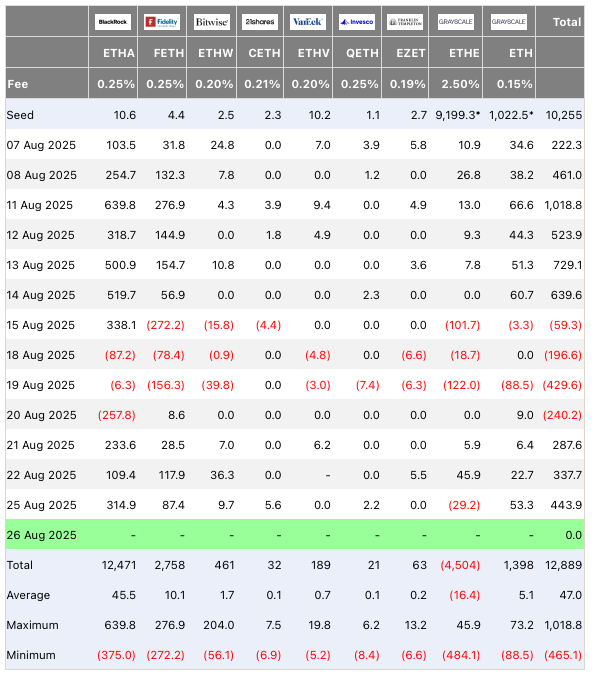 BlackRock Fidelity INVESTMENTS Bitwise 21shares VanEck Invesco FRANKLIN TEMPLETON GRAYSCALE GRAYSCALE Total
ETHA FETH ETHW CETH ETHV QETH EZET ETHE ETH
Fee 0.25% 0.25% 0.20% 0.21% 0.20% 0.25% 0.19% 2.50% 0.15%
Seed 10.6 4.4 2.5 2.3 10.2 1.1 2.7 9,199.3* 1,022.5* 10,255
07 Aug 2025 103.5 31.8 24.8 0.0 7.0 3.9 5.8 10.9 34.6 222.3
08 Aug 2025 254.7 132.3 7.8 0.0 0.0 1.2 0.0 26.8 38.2 461.0
11 Aug 2025 639.8 276.9 4.3 3.9 9.4 0.0 4.9 13.0 66.6 1,018.8
12 Aug 2025 318.7 144.9 0.0 1.8 4.9 0.0 0.0 9.3 44.3 523.9
13 Aug 2025 500.9 154.7 10.8 0.0 0.0 0.0 3.6 7.8 51.3 729.1
14 Aug 2025 519.7 56.9 0.0 0.0 0.0 2.3 0.0 0.0 60.7 639.6
15 Aug 2025 338.1 (272.2) (15.8) (4.4) 0.0 0.0 0.0 (101.7) (3.3) (59.3)
18 Aug 2025 (87.2) (78.4) (0.9) 0.0 (4.8) 0.0 (6.6) (18.7) 0.0 (196.6)
19 Aug 2025 (6.3) (156.3) (39.8) 0.0 (3.0) (7.4) (6.3) (122.0) (88.5) (429.6)
20 Aug 2025 (257.8) 8.6 0.0 0.0 0.0 0.0 0.0 0.0 9.0 (240.2)
21 Aug 2025 233.6 28.5 7.0 0.0 6.2 0.0 0.0 5.9 6.4 287.6
22 Aug 2025 109.4 117.9 36.3 0.0 - 0.0 5.5 45.9 22.7 337.7
25 Aug 2025 314.9 87.4 9.7 5.6 0.0 2.2 0.0 (29.2) 53.3 443.9
26 Aug 2025 - - - - - - - - - 0.0
Total 12,471 2,758 461 32 189 21 63 (4,504) 1,398 12,889
Average 45.5 10.1 1.7 0.1 0.7 0.1 0.2 (16.4) 5.1 47.0
Maximum 639.8 276.9 204.0 7.5 19.8 6.2 13.2 45.9 73.2 1,018.8
Minimum (375.0) (272.2) (56.1) (6.9) (5.2) (8.4) (6.6) (484.1) (88.5) (465.1)